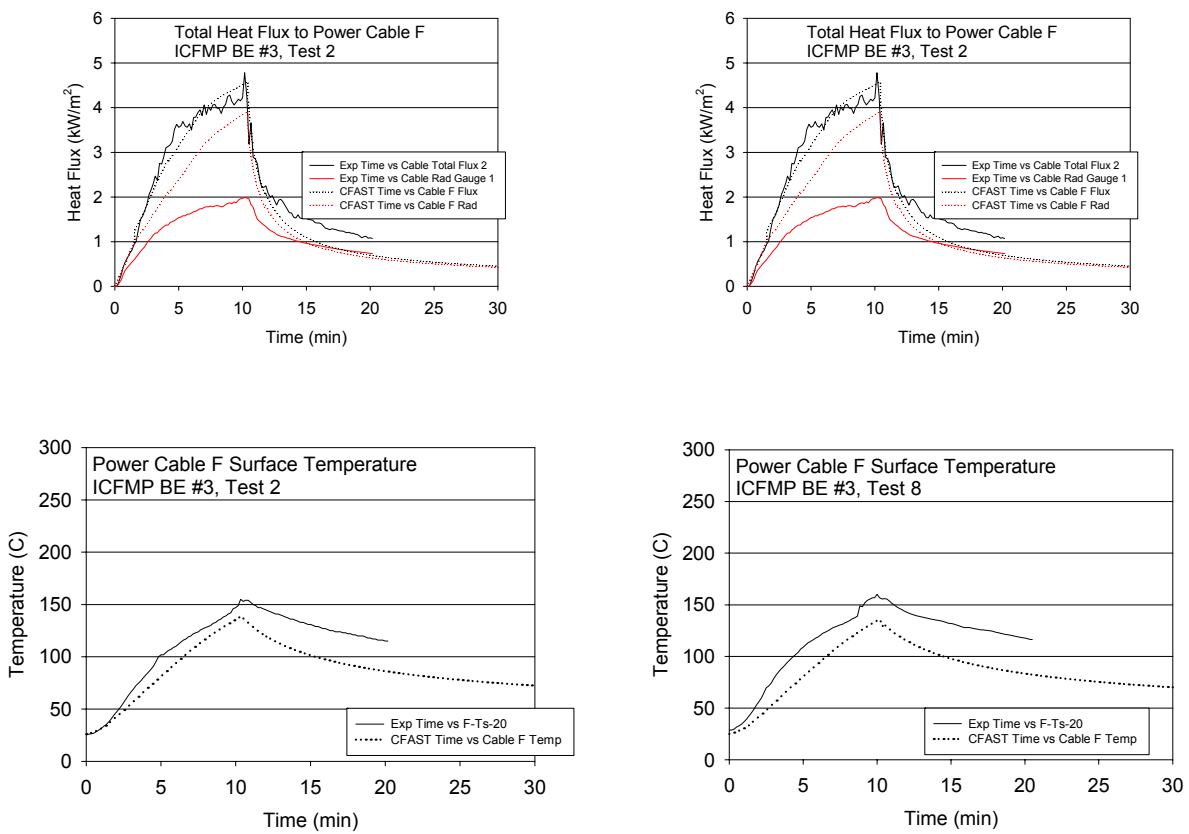 Total Heat Flux to Power Cable F
ICFMP BE #3, Test 2
Heat Flux (kW/m²)
6
5
4
3
2
1
0
Exp Time vs Cable Total Flux 2
Exp Time vs Cable Rad Gauge 1
CFAST Time vs Cable F Flux
CFAST Time vs Cable F Rad
0 5 10 15 20 25 30
Time (min)
Total Heat Flux to Power Cable F
ICFMP BE #3, Test 2
Heat Flux (kW/m²)
6
5
4
3
2
1
0
Exp Time vs Cable Total Flux 2
Exp Time vs Cable Rad Gauge 1
CFAST Time vs Cable F Flux
CFAST Time vs Cable F Rad
0 5 10 15 20 25 30
Time (min)
Power Cable F Surface Temperature
ICFMP BE #3, Test 2
Temperature (C)
300
250
200
150
100
50
0
Exp Time vs F-Ts-20
CFAST Time vs Cable F Temp
0 5 10 15 20 25 30
Time (min)
Power Cable F Surface Temperature
ICFMP BE #3, Test 8
Temperature (C)
300
250
200
150
100
50
0
Exp Time vs F-Ts-20
CFAST Time vs Cable F Temp
0 5 10 15 20 25 30
Time (min)